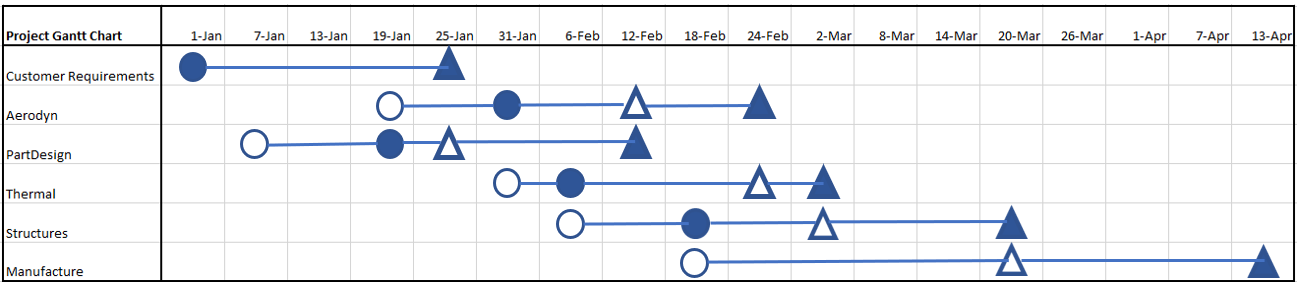 Project Gantt Chart 1-Jan 7-Jan 13-Jan 19-Jan 25-Jan 31-Jan 6-Feb 12-Feb 18-Feb 24-Feb 2-Mar 8-Mar 14-Mar 20-Mar 26-Mar 1-Apr 7-Apr 13-Apr
Customer Requirements
Aerodyn
PartDesign
Thermal
Structures
Manufacture